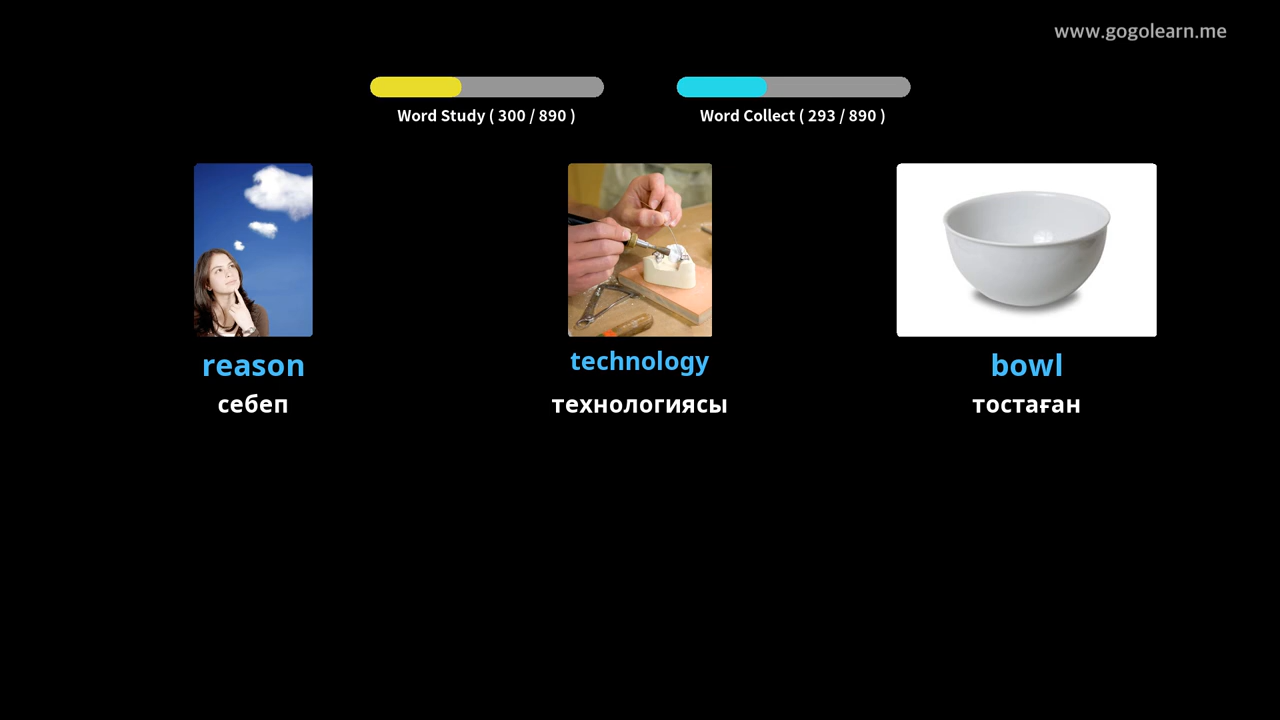 www.gogolearn.me
Word Study ( 300 / 890 )
Word Collect ( 293 / 890 )
reason
technology
bowl
себеп
технологиясы
тостаған